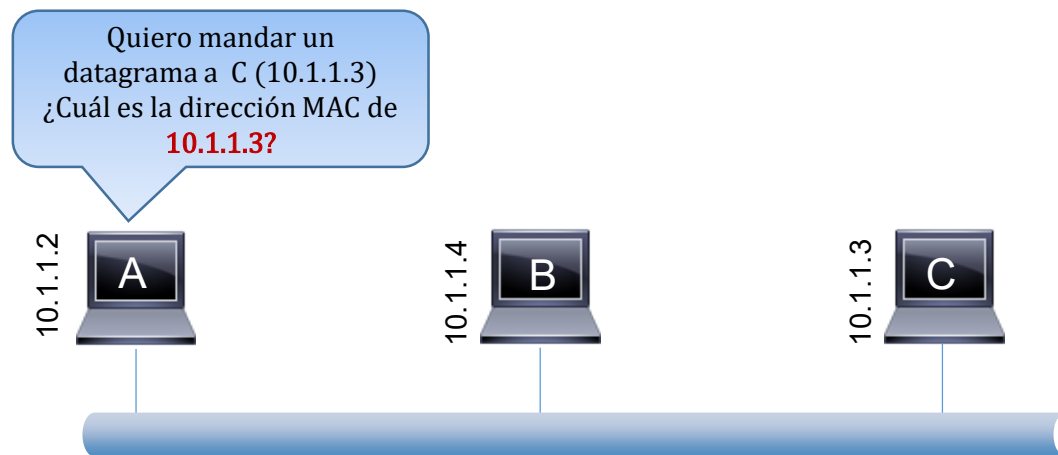 Quiero mandar un
datagrama a C (10.1.1.3)
¿Cuál es la dirección MAC de
10.1.1.3?
10.1.1.2
A
10.1.1.4
B
10.1.1.3
C